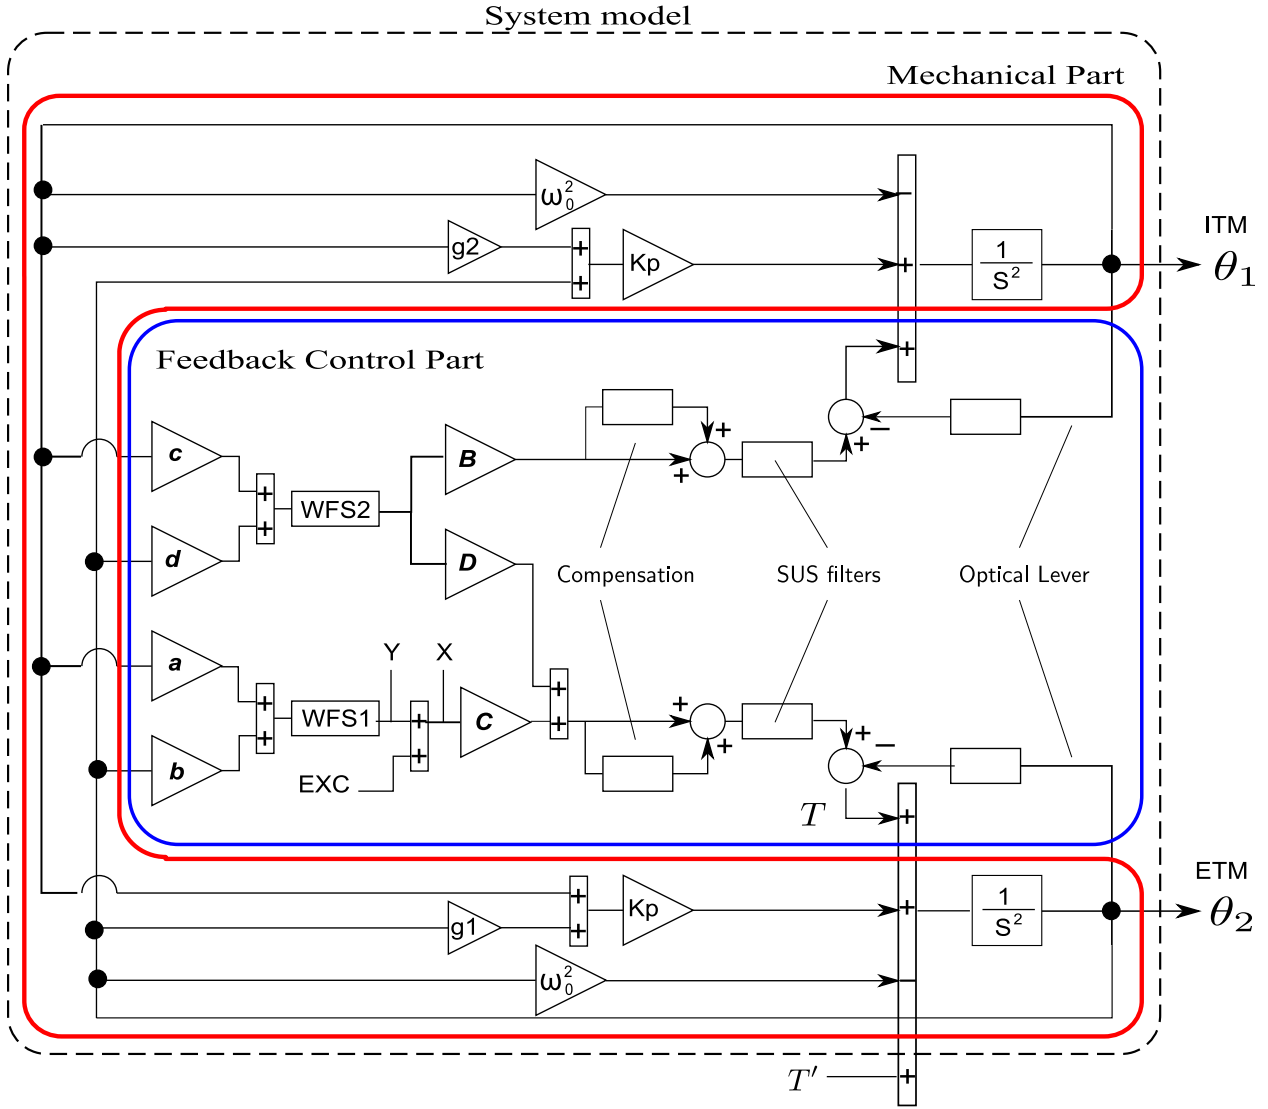 System model
Mechanical Part
ω₀²
−
g2
+
+
Kp
+
1
S²
ITM
θ₁
Feedback Control Part
+
c
+
+
WFS2
d
B
D
+
+
+
−
Compensation
SUS filters
Optical Lever
a
+
+
WFS1
b
Y
X
+
+
EXC
C
+
+
+
+
+
−
T
+
ETM
+
+
Kp
+
1
S²
θ₂
g1
ω₀²
−
T′
+